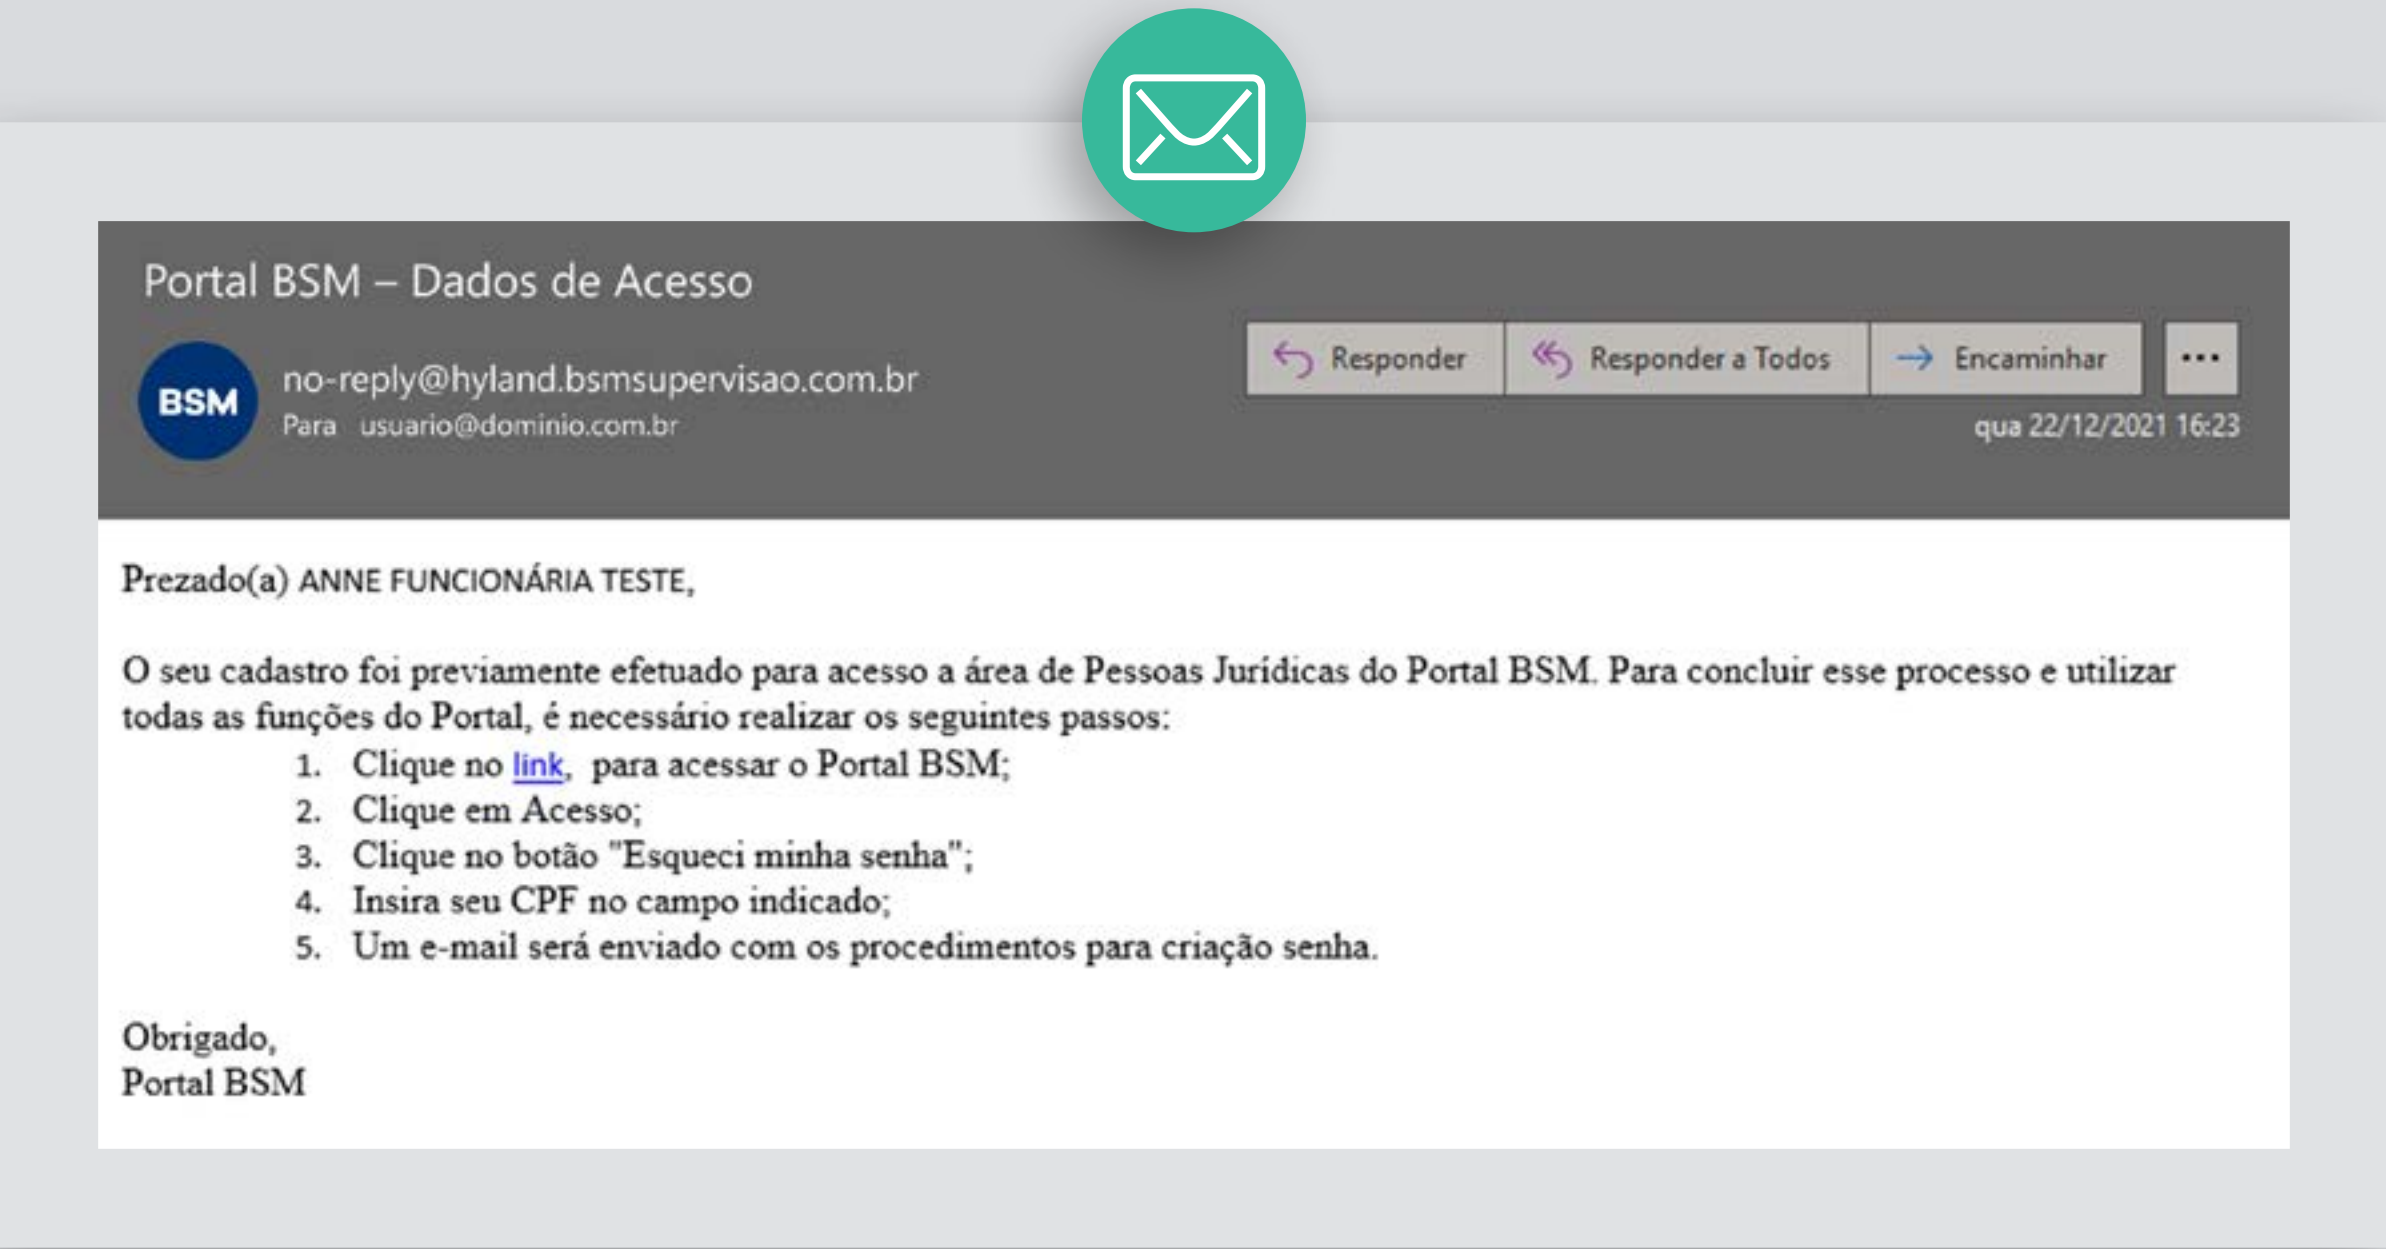 Portal BSM – Dados de Acesso
BSM
no-reply@hyland.bsmsupervisao.com.br
Para usuario@dominio.com.br
Responder
Responder a Todos
Encaminhar
...
qua 22/12/2021 16:23
Prezado(a) ANNE FUNCIONÁRIA TESTE,
O seu cadastro foi previamente efetuado para acesso a área de Pessoas Jurídicas do Portal BSM. Para concluir esse processo e utilizar
todas as funções do Portal, é necessário realizar os seguintes passos:
1. Clique no link, para acessar o Portal BSM;
2. Clique em Acesso;
3. Clique no botão "Esqueci minha senha";
4. Insira seu CPF no campo indicado;
5. Um e-mail será enviado com os procedimentos para criação senha.
Obrigado,
Portal BSM